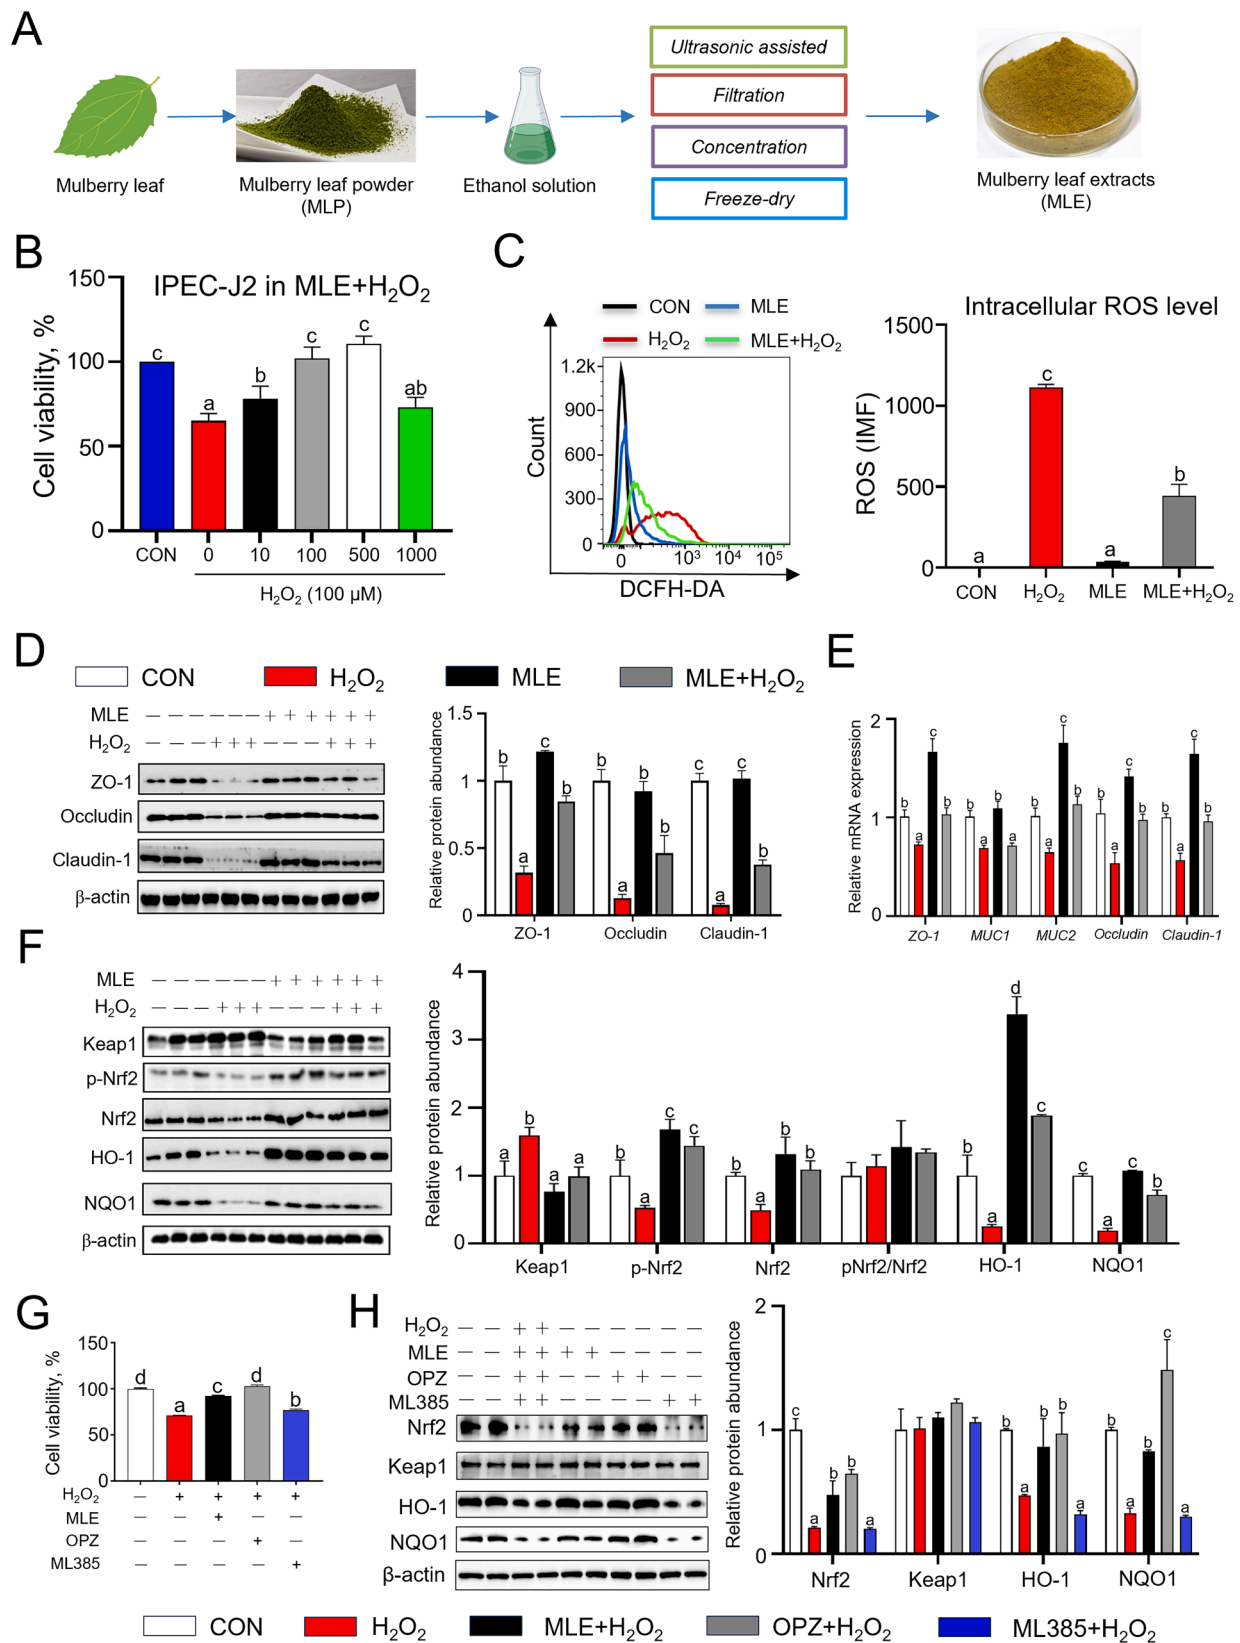 A
Ultrasonic assisted
Filtration
Concentration
Freeze-dry
Mulberry leaf
Mulberry leaf powder
(MLP)
Ethanol solution
Mulberry leaf extracts
(MLE)
B
IPEC-J2 in MLE+H₂O₂
Cell viability, %
150
100
50
0
c
a
b
c
c
ab
CON
0
10
100
500
1000
H₂O₂ (100 μM)
C
CON
MLE
H₂O₂
MLE+H₂O₂
Count
1.2k
900
600
300
0
0
10³
10⁴
10⁵
DCFH-DA
Intracellular ROS level
ROS (IMF)
1500
1000
500
0
a
c
a
b
CON
H₂O₂
MLE
MLE+H₂O₂
D
CON
H₂O₂
MLE
MLE+H₂O₂
MLE — — — — — — + + + + + +
H₂O₂ — — — + + + — — — + + +
ZO-1
Occludin
Claudin-1
β-actin
Relative protein abundance
1.5
1.0
0.5
0
b
a
c
b
b
a
b
b
c
a
c
b
ZO-1
Occludin
Claudin-1
E
Relative mRNA expression
2
1
0
b
a
c
b
b
a
b
a
b
a
c
b
b
a
c
b
b
a
c
b
ZO-1
MUC1
MUC2
Occludin
Claudin-1
F
MLE — — — — — — + + + + + +
H₂O₂ — — — + + + — — — + + +
Keap1
p-Nrf2
Nrf2
HO-1
NQO1
β-actin
Relative protein abundance
4
3
2
1
0
a
b
a
a
b
a
c
c
b
a
b
b
b
a
d
c
c
a
c
b
Keap1
p-Nrf2
Nrf2
pNrf2/Nrf2
HO-1
NQO1
G
Cell viability, %
150
100
50
0
d
a
c
d
b
H₂O₂ — + + + +
MLE — — + — —
OPZ — — — + —
ML385 — — — — +
H
H₂O₂ — — + + — — — — — —
MLE — — + + + + — — — —
OPZ — — + + — — + + — —
ML385 — — + + — — — — + +
Nrf2
Keap1
HO-1
NQO1
β-actin
Relative protein abundance
2
1
0
c
a
b
b
a
b
a
b
b
a
b
a
b
c
a
Nrf2
Keap1
HO-1
NQO1
CON
H₂O₂
MLE+H₂O₂
OPZ+H₂O₂
ML385+H₂O₂